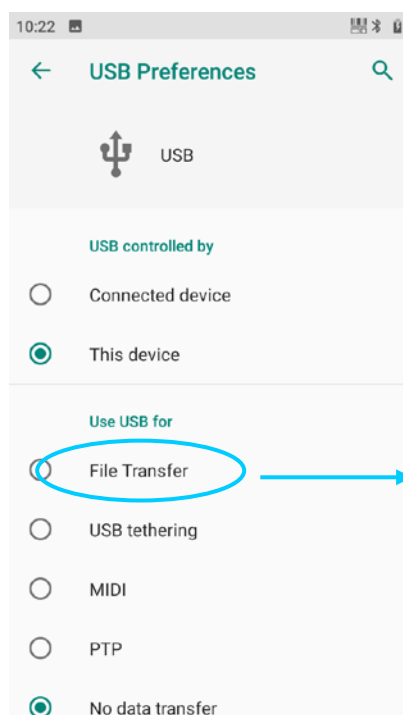 10:22
USB Preferences
USB
USB controlled by
Connected device
This device
Use USB for
File Transfer
USB tethering
MIDI
PTP
No data transfer